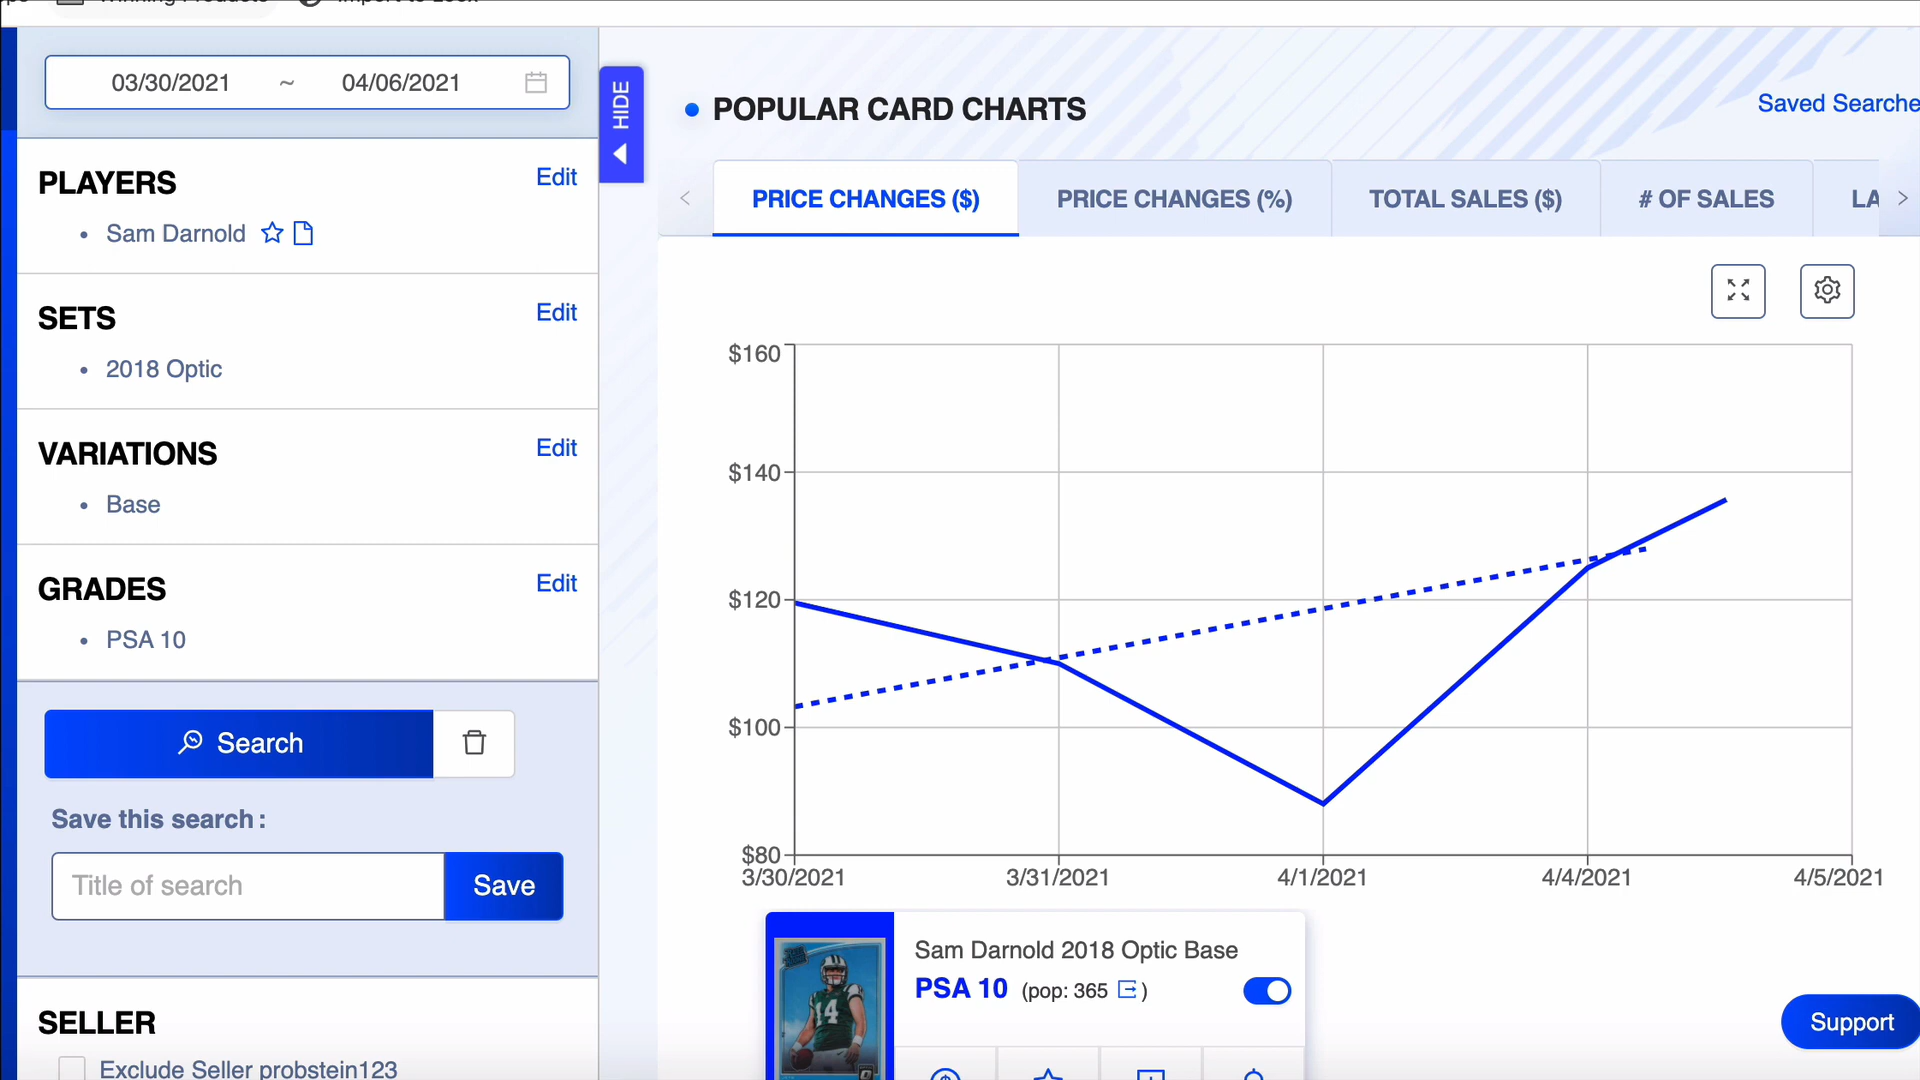 03/30/2021 ~ 04/06/2021
HIDE
POPULAR CARD CHARTS
Saved Searche
PLAYERS
Edit
Sam Darnold
SETS
Edit
2018 Optic
VARIATIONS
Edit
Base
GRADES
Edit
PSA 10
Search
Save this search :
Title of search
Save
SELLER
Exclude Seller probstein123
PRICE CHANGES ($)
PRICE CHANGES (%)
TOTAL SALES ($)
# OF SALES
LA
$160
$140
$120
$100
$80
3/30/2021
3/31/2021
4/1/2021
4/4/2021
4/5/2021
Sam Darnold 2018 Optic Base
PSA 10 (pop: 365 )
14
Support